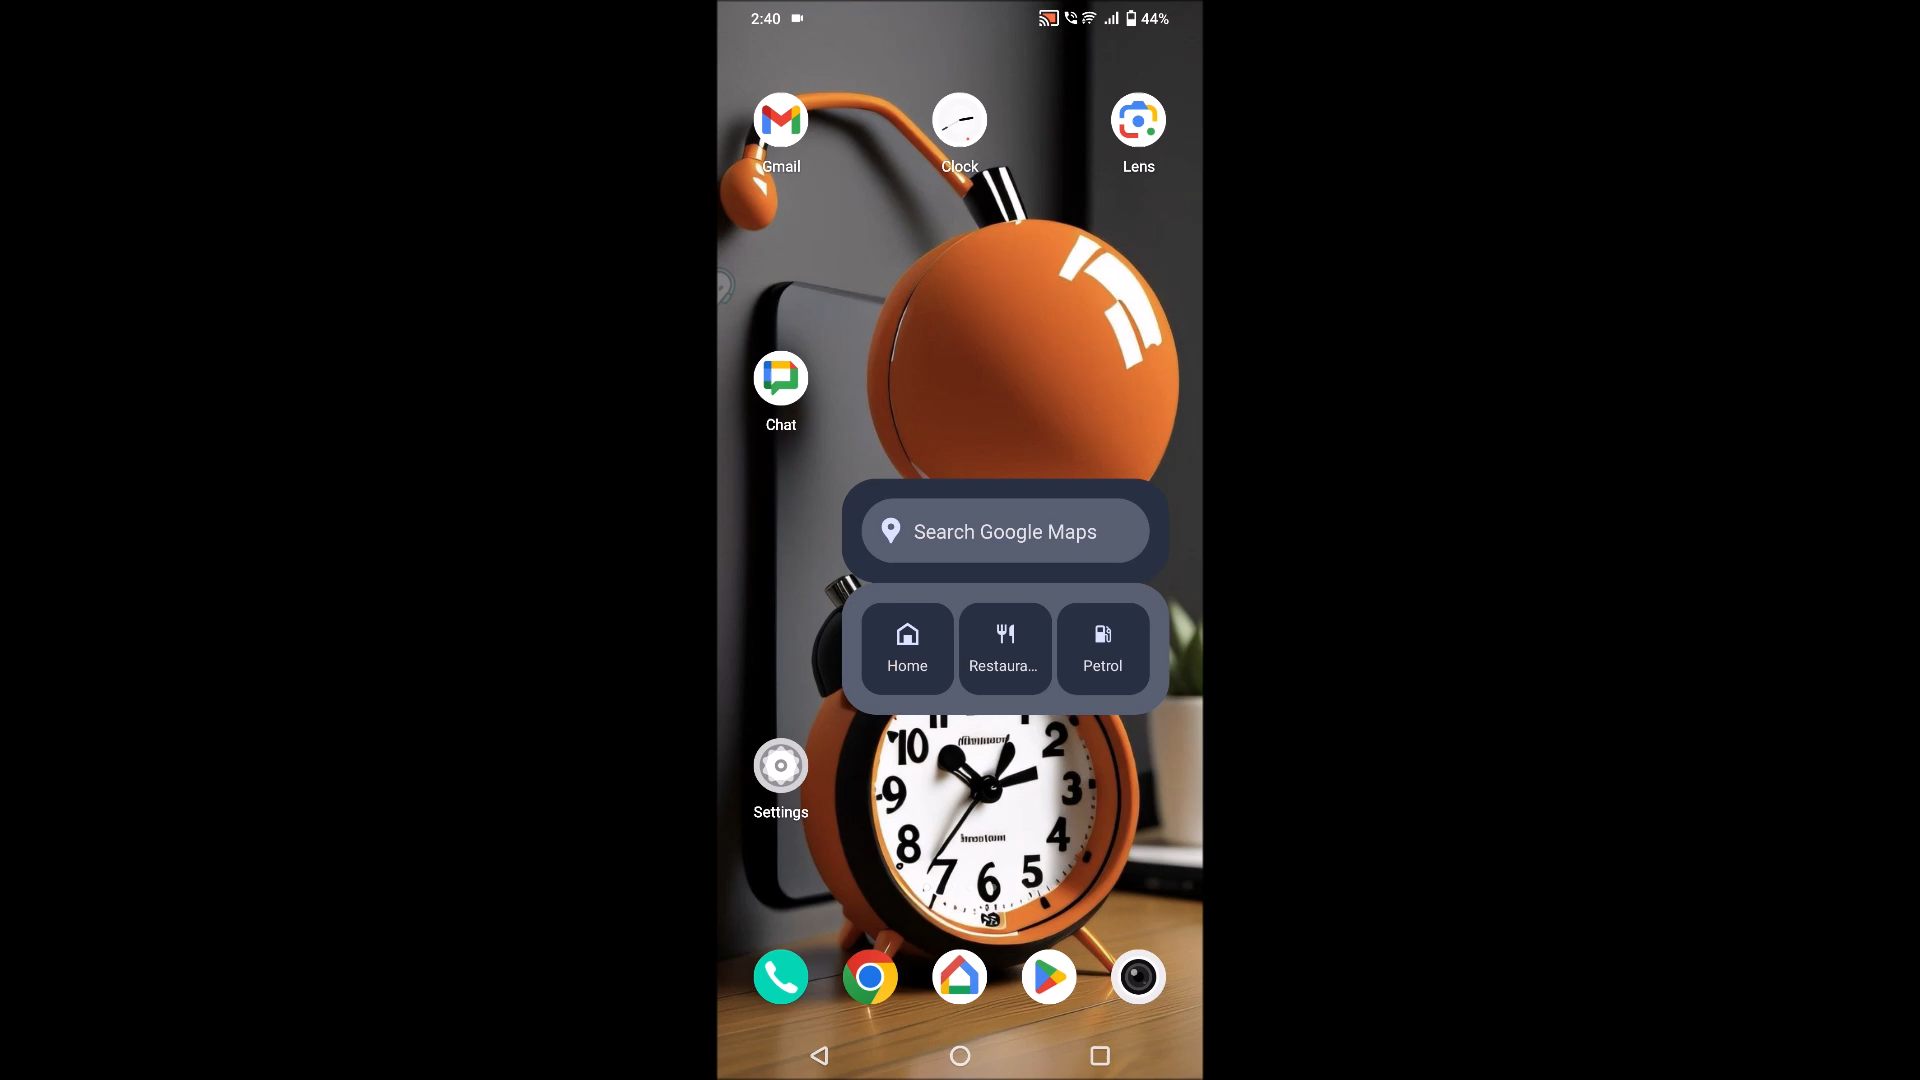 2:40
44%
Gmail
Clock
Lens
Chat
Search Google Maps
Home
Restaura...
Petrol
10
2
9
3
8
4
7
6
5
Settings